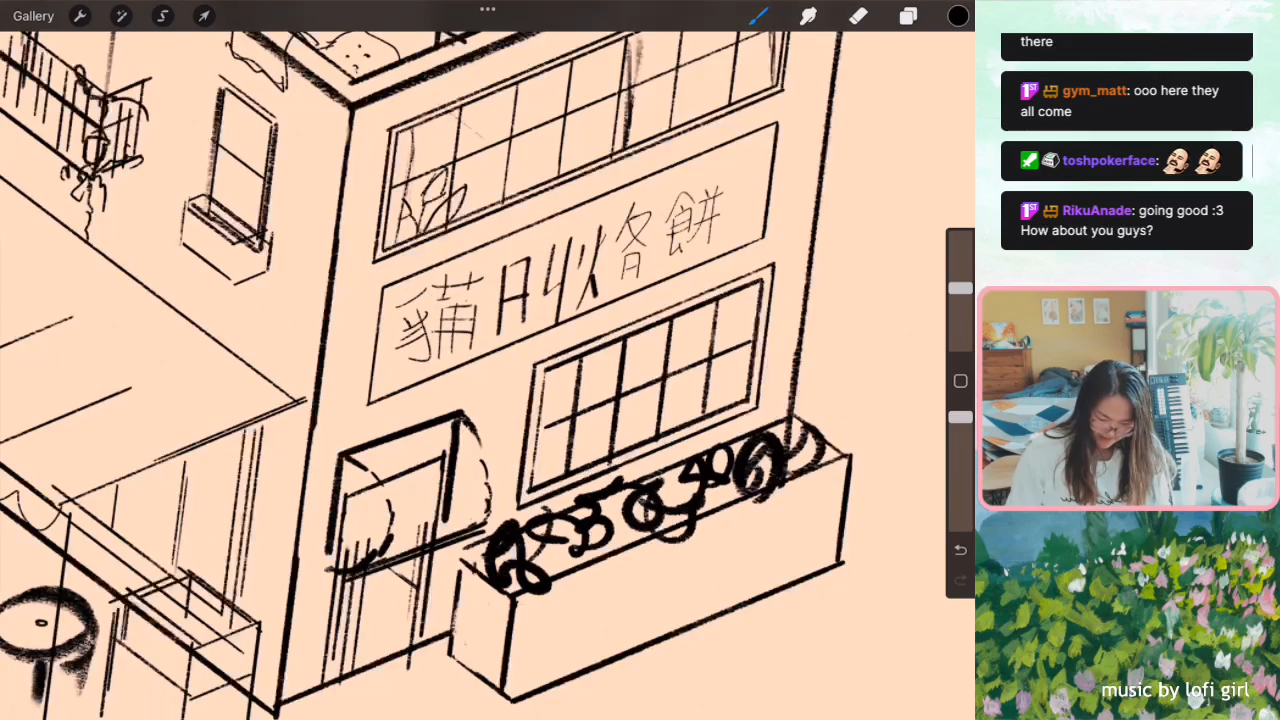 Gallery
there
gym_matt: ooo here they
all come
toshpokerface:
RikuAnade: going good :3
How about you guys?
貓
餅
music by lofi girl